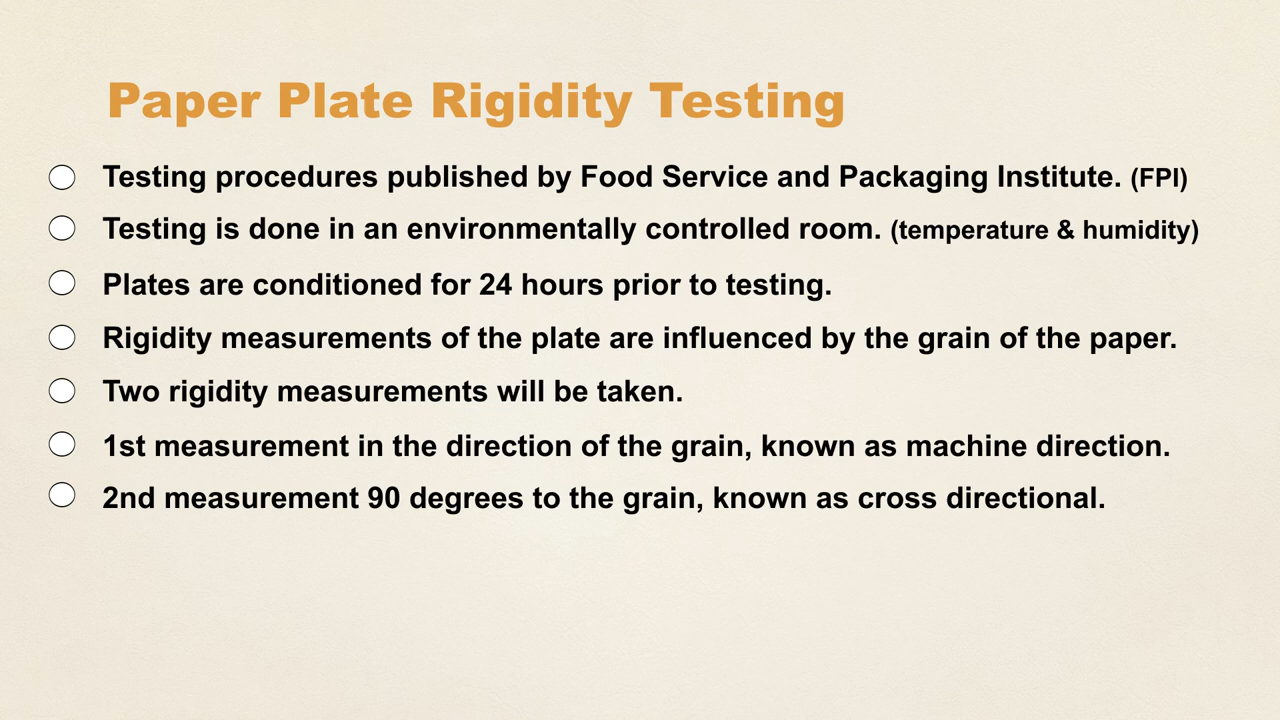 Paper Plate Rigidity Testing
Testing procedures published by Food Service and Packaging Institute. (FPI)
Testing is done in an environmentally controlled room. (temperature & humidity)
Plates are conditioned for 24 hours prior to testing.
Rigidity measurements of the plate are influenced by the grain of the paper.
Two rigidity measurements will be taken.
1st measurement in the direction of the grain, known as machine direction.
2nd measurement 90 degrees to the grain, known as cross directional.